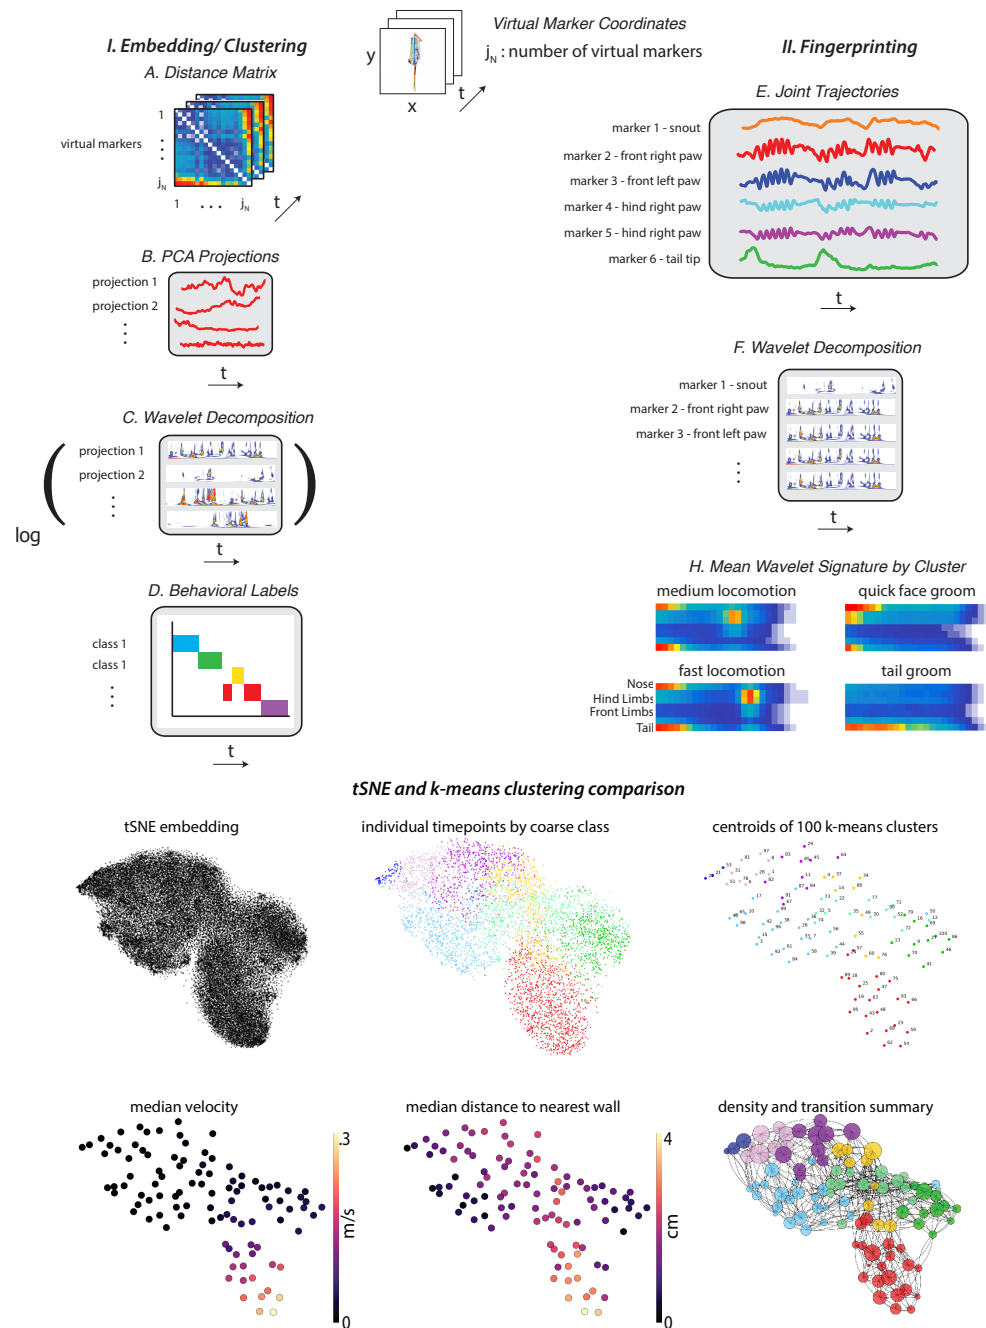 I. Embedding/ Clustering
Virtual Marker Coordinates
II. Fingerprinting
y
x
t
j_N : number of virtual markers
A. Distance Matrix
1
virtual markers
j_N
1 . . . j_N
t
E. Joint Trajectories
marker 1 - snout
marker 2 - front right paw
marker 3 - front left paw
marker 4 - hind right paw
marker 5 - hind right paw
marker 6 - tail tip
t
B. PCA Projections
projection 1
projection 2
t
F. Wavelet Decomposition
marker 1 - snout
marker 2 - front right paw
marker 3 - front left paw
t
C. Wavelet Decomposition
log
projection 1
projection 2
t
D. Behavioral Labels
class 1
class 1
t
H. Mean Wavelet Signature by Cluster
medium locomotion
quick face groom
fast locomotion
tail groom
Nose
Hind Limbs
Front Limbs
Tail
tSNE and k-means clustering comparison
tSNE embedding
individual timepoints by coarse class
centroids of 100 k-means clusters
median velocity
.3
m/s
0
median distance to nearest wall
4
cm
0
density and transition summary